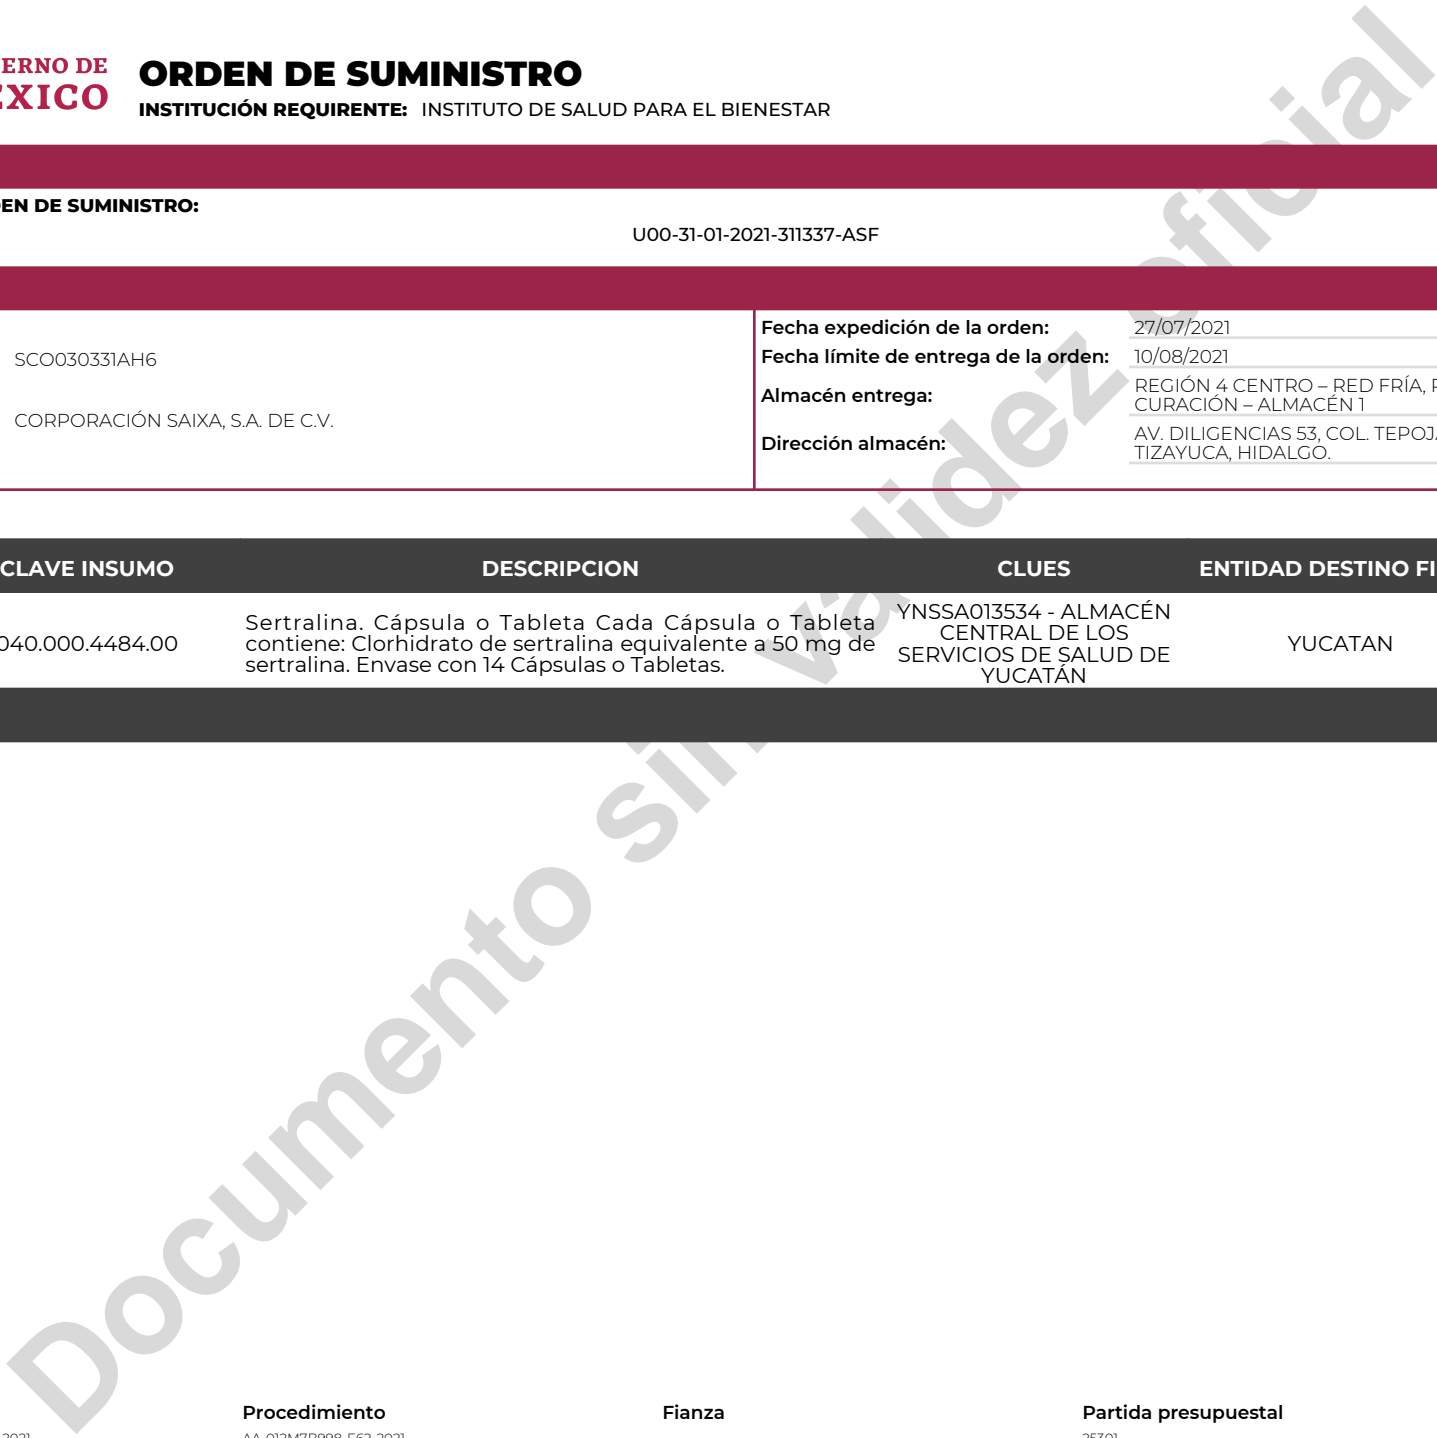 ERNO DE
ÉXICO
ORDEN DE SUMINISTRO
INSTITUCIÓN REQUIRENTE: INSTITUTO DE SALUD PARA EL BIENESTAR
EN DE SUMINISTRO:
U00-31-01-2021-311337-ASF
SCO030331AH6
CORPORACIÓN SAIXA, S.A. DE C.V.
Fecha expedición de la orden: 27/07/2021
Fecha límite de entrega de la orden: 10/08/2021
Almacén entrega: REGIÓN 4 CENTRO – RED FRÍA,
CURACIÓN – ALMACÉN 1
Dirección almacén: AV. DILIGENCIAS 53, COL. TEPOJ
TIZAYUCA, HIDALGO.
CLAVE INSUMO DESCRIPCION CLUES ENTIDAD DESTINO FI
040.000.4484.00
Sertralina. Cápsula o Tableta Cada Cápsula o Tableta
contiene: Clorhidrato de sertralina equivalente a 50 mg de
sertralina. Envase con 14 Cápsulas o Tabletas.
YNSSA013534 - ALMACÉN
CENTRAL DE LOS
SERVICIOS DE SALUD DE
YUCATÁN
YUCATAN
Documento sin validez oficial
Procedimiento Fianza Partida presupuestal